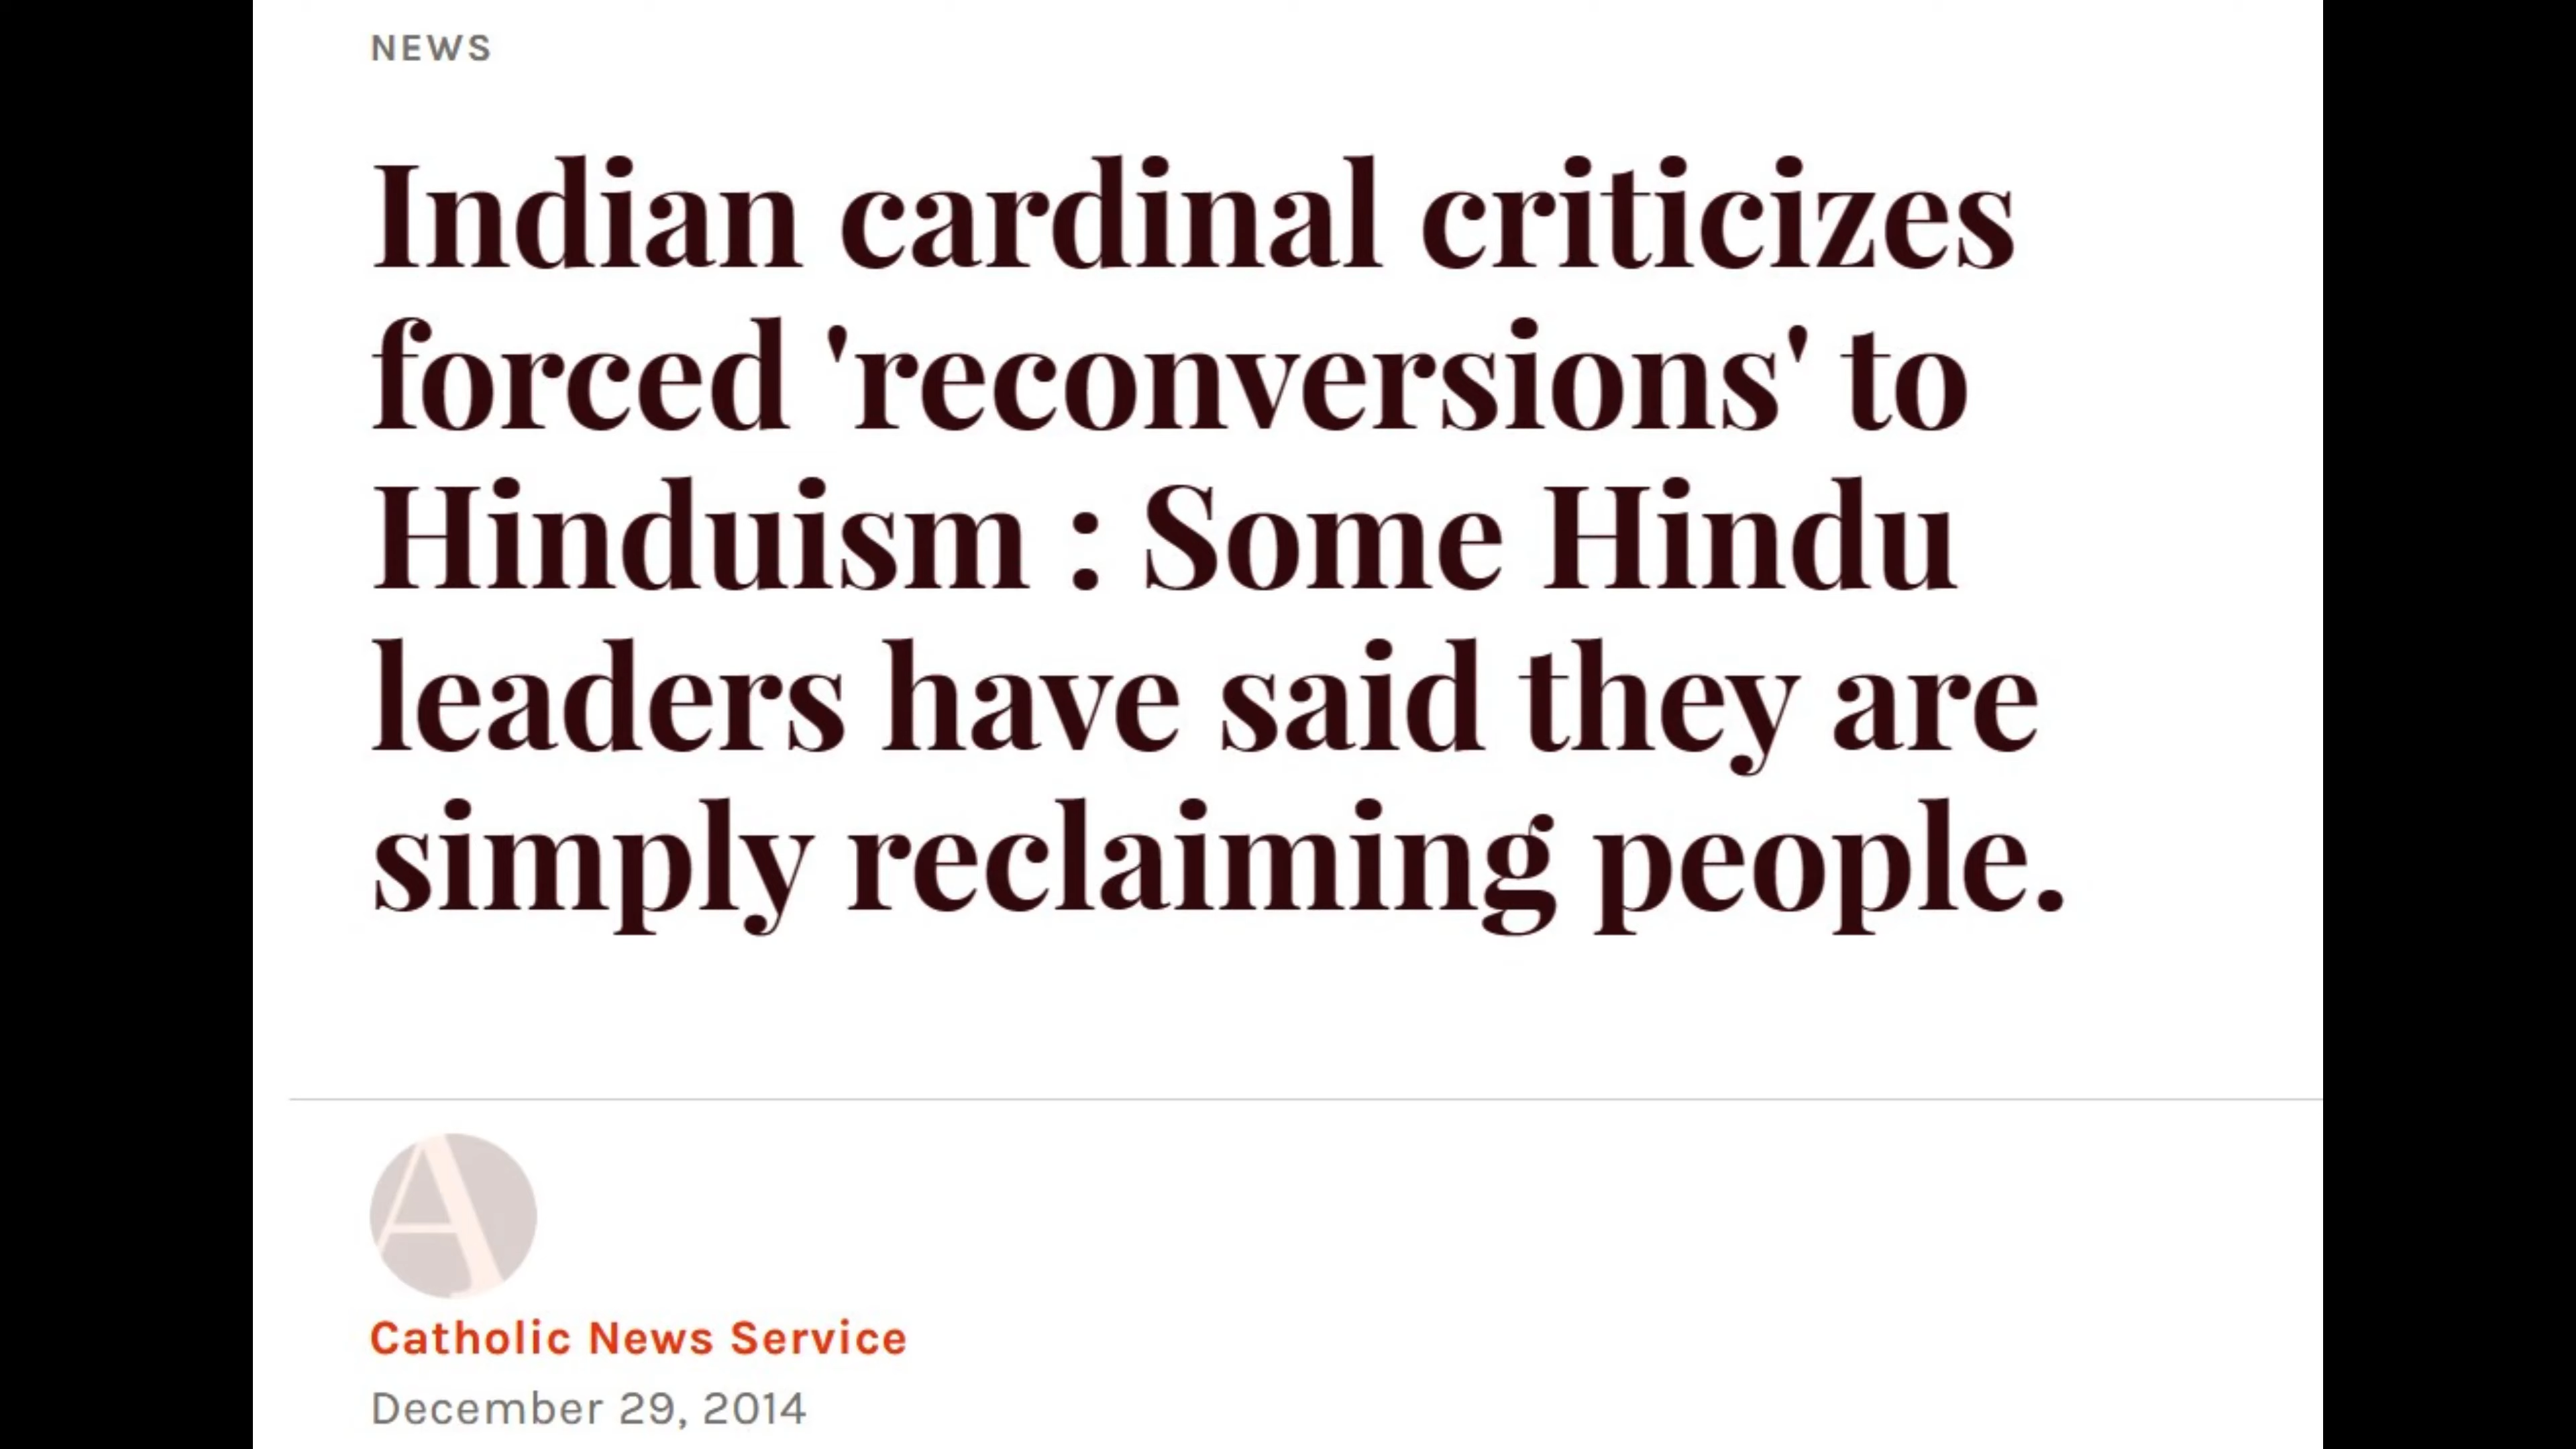 NEWS
Indian cardinal criticizes
forced 'reconversions' to
Hinduism : Some Hindu
leaders have said they are
simply reclaiming people.
A
Catholic News Service
December 29, 2014